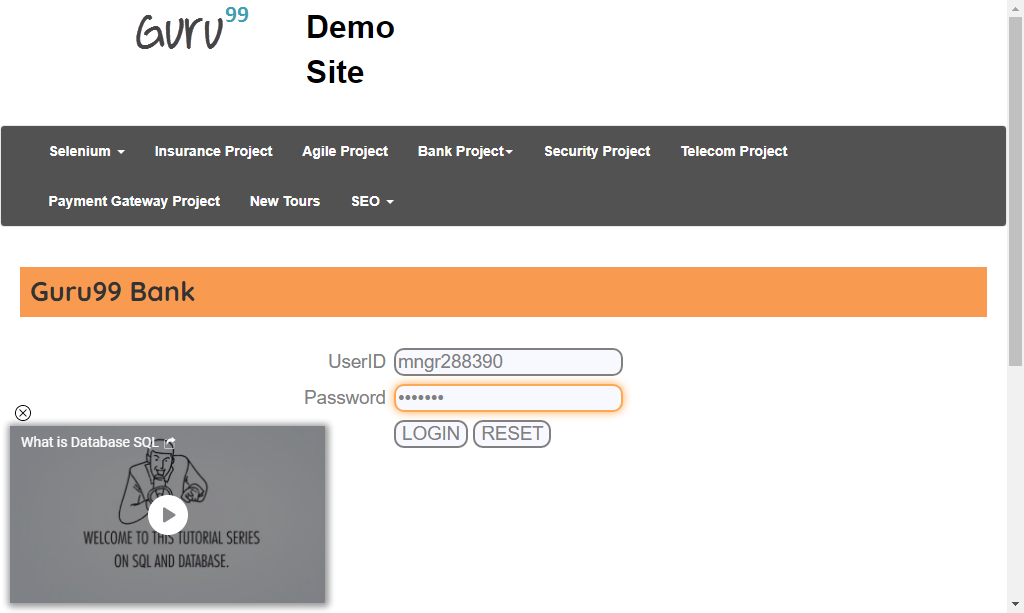 Guru99
Demo
Site
Selenium Insurance Project Agile Project Bank Project Security Project Telecom Project
Payment Gateway Project New Tours SEO
Guru99 Bank
UserID mngr288390
Password •••••••
LOGIN RESET
What is Database SQL
WELCOME TO THIS TUTORIAL SERIES
ON SQL AND DATABASE.